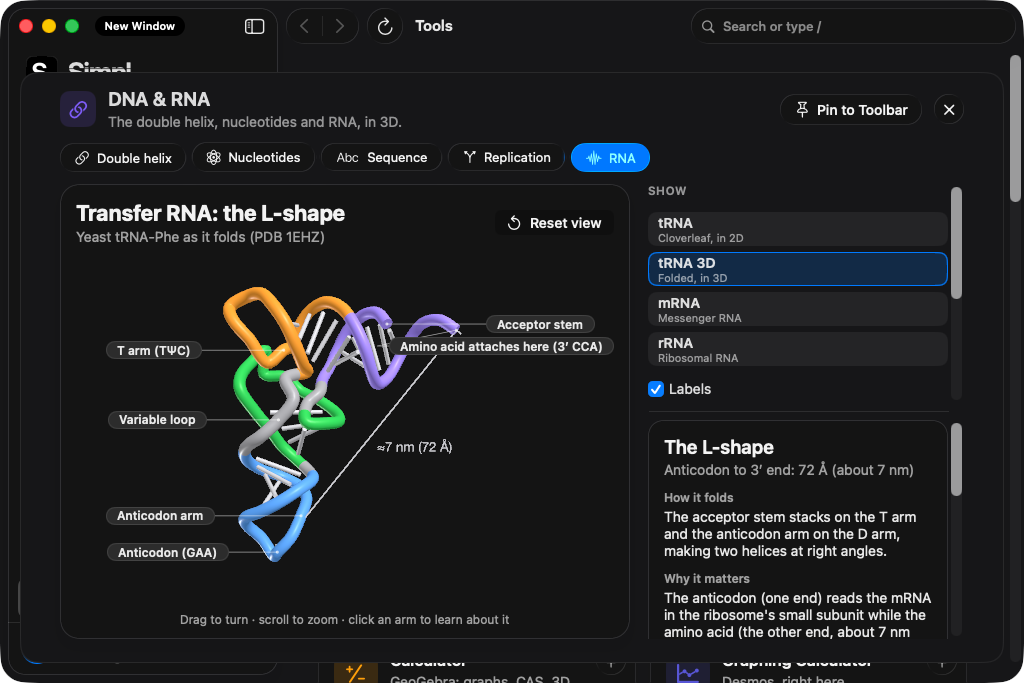 New Window
Tools
Search or type /
Simpl
DNA & RNA
The double helix, nucleotides and RNA, in 3D.
Pin to Toolbar
Double helix
Nucleotides
Abc Sequence
Replication
RNA
Transfer RNA: the L-shape
Yeast tRNA-Phe as it folds (PDB 1EHZ)
Reset view
Acceptor stem
Amino acid attaches here (3′ CCA)
T arm (TΨC)
Variable loop
≈7 nm (72 Å)
Anticodon arm
Anticodon (GAA)
Drag to turn · scroll to zoom · click an arm to learn about it
SHOW
tRNA
Cloverleaf, in 2D
tRNA 3D
Folded, in 3D
mRNA
Messenger RNA
rRNA
Ribosomal RNA
Labels
The L-shape
Anticodon to 3′ end: 72 Å (about 7 nm)
How it folds
The acceptor stem stacks on the T arm
and the anticodon arm on the D arm,
making two helices at right angles.
Why it matters
The anticodon (one end) reads the mRNA
in the ribosome's small subunit while the
amino acid (the other end, about 7 nm
Calculator
GeoGebra: graphs, CAS, 3D
Graphing Calculator
Desmos, right here